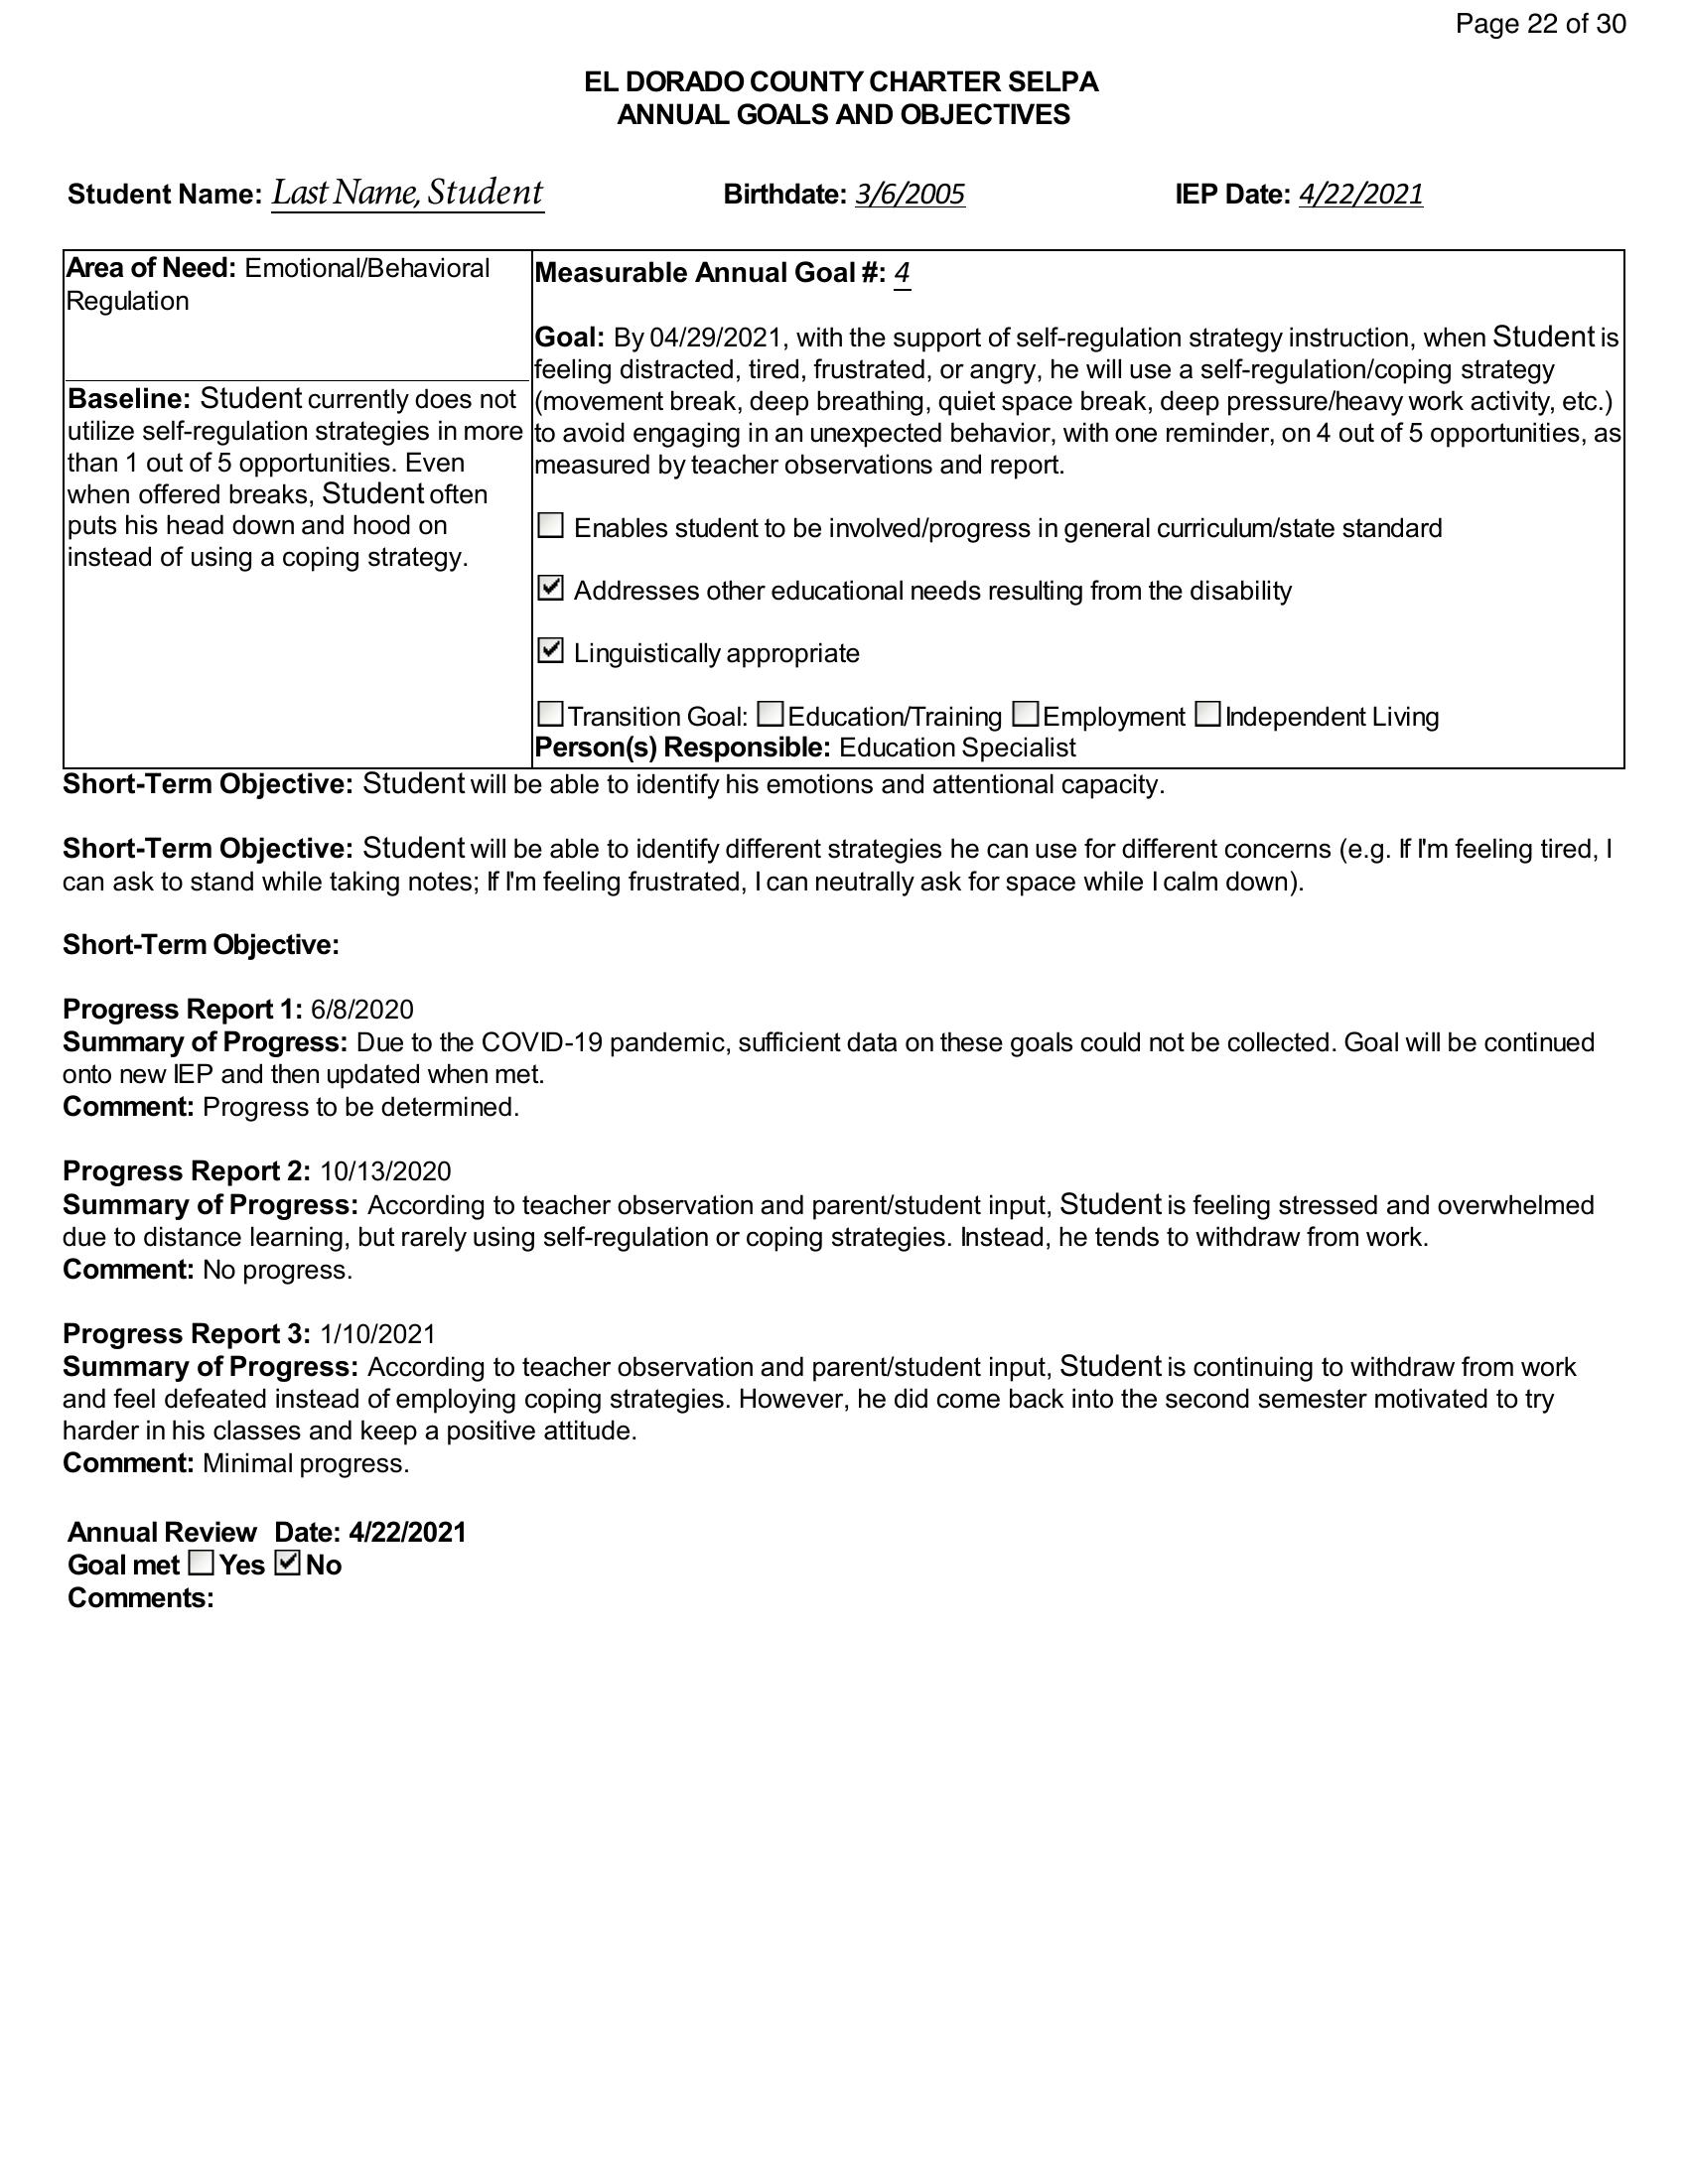 Page 22 of 30
EL DORADO COUNTY CHARTER SELPA
ANNUAL GOALS AND OBJECTIVES
Student Name: Last Name, Student Birthdate: 3/6/2005 IEP Date: 4/22/2021
Area of Need: Emotional/Behavioral
Regulation
Baseline: Student currently does not
utilize self-regulation strategies in more
than 1 out of 5 opportunities. Even
when offered breaks, Student often
puts his head down and hood on
instead of using a coping strategy.
Measurable Annual Goal #: 4
Goal: By 04/29/2021, with the support of self-regulation strategy instruction, when Student is
feeling distracted, tired, frustrated, or angry, he will use a self-regulation/coping strategy
(movement break, deep breathing, quiet space break, deep pressure/heavy work activity, etc.)
to avoid engaging in an unexpected behavior, with one reminder, on 4 out of 5 opportunities, as
measured by teacher observations and report.
Enables student to be involved/progress in general curriculum/state standard
Addresses other educational needs resulting from the disability
Linguistically appropriate
Transition Goal: Education/Training Employment Independent Living
Person(s) Responsible: Education Specialist
Short-Term Objective: Student will be able to identify his emotions and attentional capacity.
Short-Term Objective: Student will be able to identify different strategies he can use for different concerns (e.g. If I'm feeling tired, I
can ask to stand while taking notes; If I'm feeling frustrated, I can neutrally ask for space while I calm down).
Short-Term Objective:
Progress Report 1: 6/8/2020
Summary of Progress: Due to the COVID-19 pandemic, sufficient data on these goals could not be collected. Goal will be continued
onto new IEP and then updated when met.
Comment: Progress to be determined.
Progress Report 2: 10/13/2020
Summary of Progress: According to teacher observation and parent/student input, Student is feeling stressed and overwhelmed
due to distance learning, but rarely using self-regulation or coping strategies. Instead, he tends to withdraw from work.
Comment: No progress.
Progress Report 3: 1/10/2021
Summary of Progress: According to teacher observation and parent/student input, Student is continuing to withdraw from work
and feel defeated instead of employing coping strategies. However, he did come back into the second semester motivated to try
harder in his classes and keep a positive attitude.
Comment: Minimal progress.
Annual Review Date: 4/22/2021
Goal met Yes No
Comments: